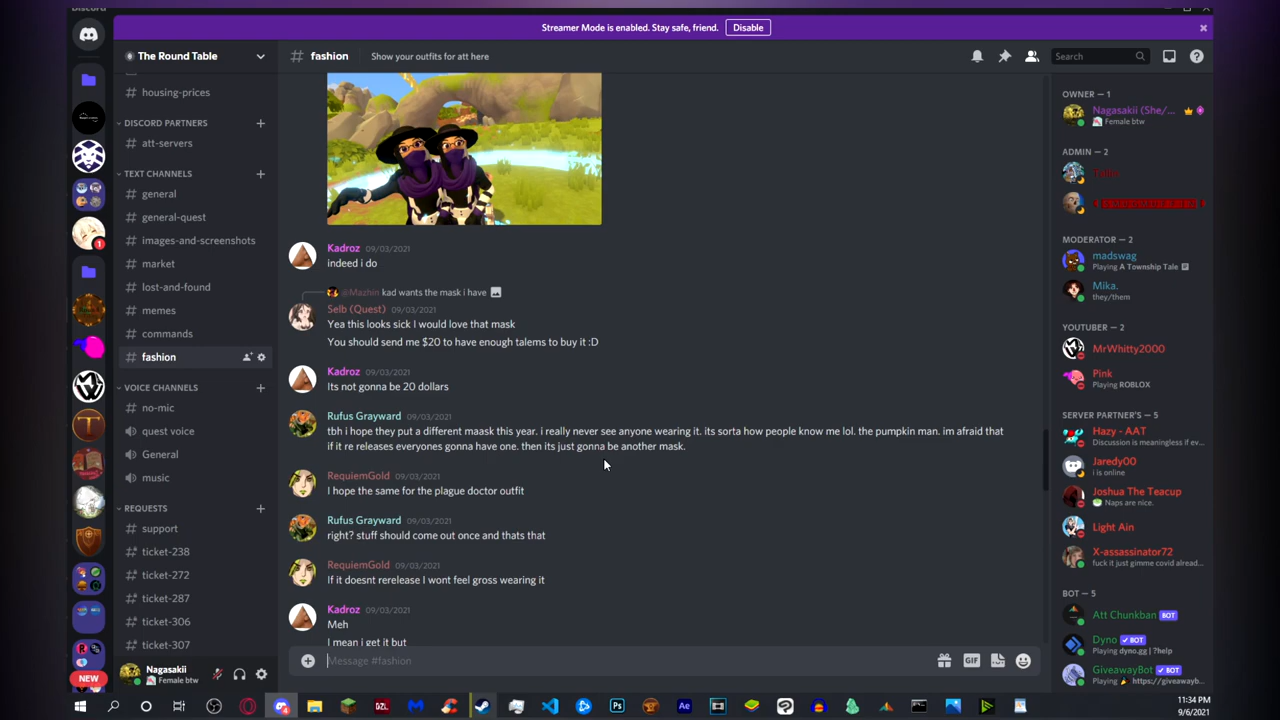 Discord
Streamer Mode is enabled. Stay safe, friend.
Disable
The Round Table
fashion
Show your outfits for att here
Search
housing-prices
DISCORD PARTNERS
att-servers
TEXT CHANNELS
general
general-quest
images-and-screenshots
market
lost-and-found
memes
commands
fashion
VOICE CHANNELS
no-mic
quest voice
General
music
REQUESTS
support
ticket-238
ticket-272
ticket-287
ticket-306
ticket-307
NEW
Nagasakii
Female btw
Kadroz 09/03/2021
indeed i do
@Mazhin kad wants the mask i have
Selb (Quest) 09/03/2021
Yea this looks sick I would love that mask
You should send me $20 to have enough talems to buy it :D
Kadroz 09/03/2021
Its not gonna be 20 dollars
Rufus Grayward 09/03/2021
tbh i hope they put a different maask this year. i really never see anyone wearing it. its sorta how people know me lol. the pumpkin man. im afraid that
if it re releases everyones gonna have one. then its just gonna be another mask.
RequiemGold 09/03/2021
I hope the same for the plague doctor outfit
Rufus Grayward 09/03/2021
right? stuff should come out once and thats that
RequiemGold 09/03/2021
If it doesnt rerelease I wont feel gross wearing it
Kadroz 09/03/2021
Meh
I mean i get it but
Message #fashion
GIF
OWNER — 1
Nagasakii (She/...
Female btw
ADMIN — 2
MODERATOR — 2
madswag
Playing A Township Tale
Mika.
they/them
YOUTUBER — 2
MrWhitty2000
Pink
Playing ROBLOX
SERVER PARTNER'S — 5
Hazy - AAT
Discussion is meaningless if ev...
Jaredy00
i is online
Joshua The Teacup
Naps are nice.
Light Ain
X-assassinator72
fuck it just gimme covid alread...
BOT — 5
Att Chunkban BOT
Dyno BOT
Playing dyno.gg | ?help
GiveawayBot BOT
Playing https://giveawayb...
11:34 PM
9/6/2021